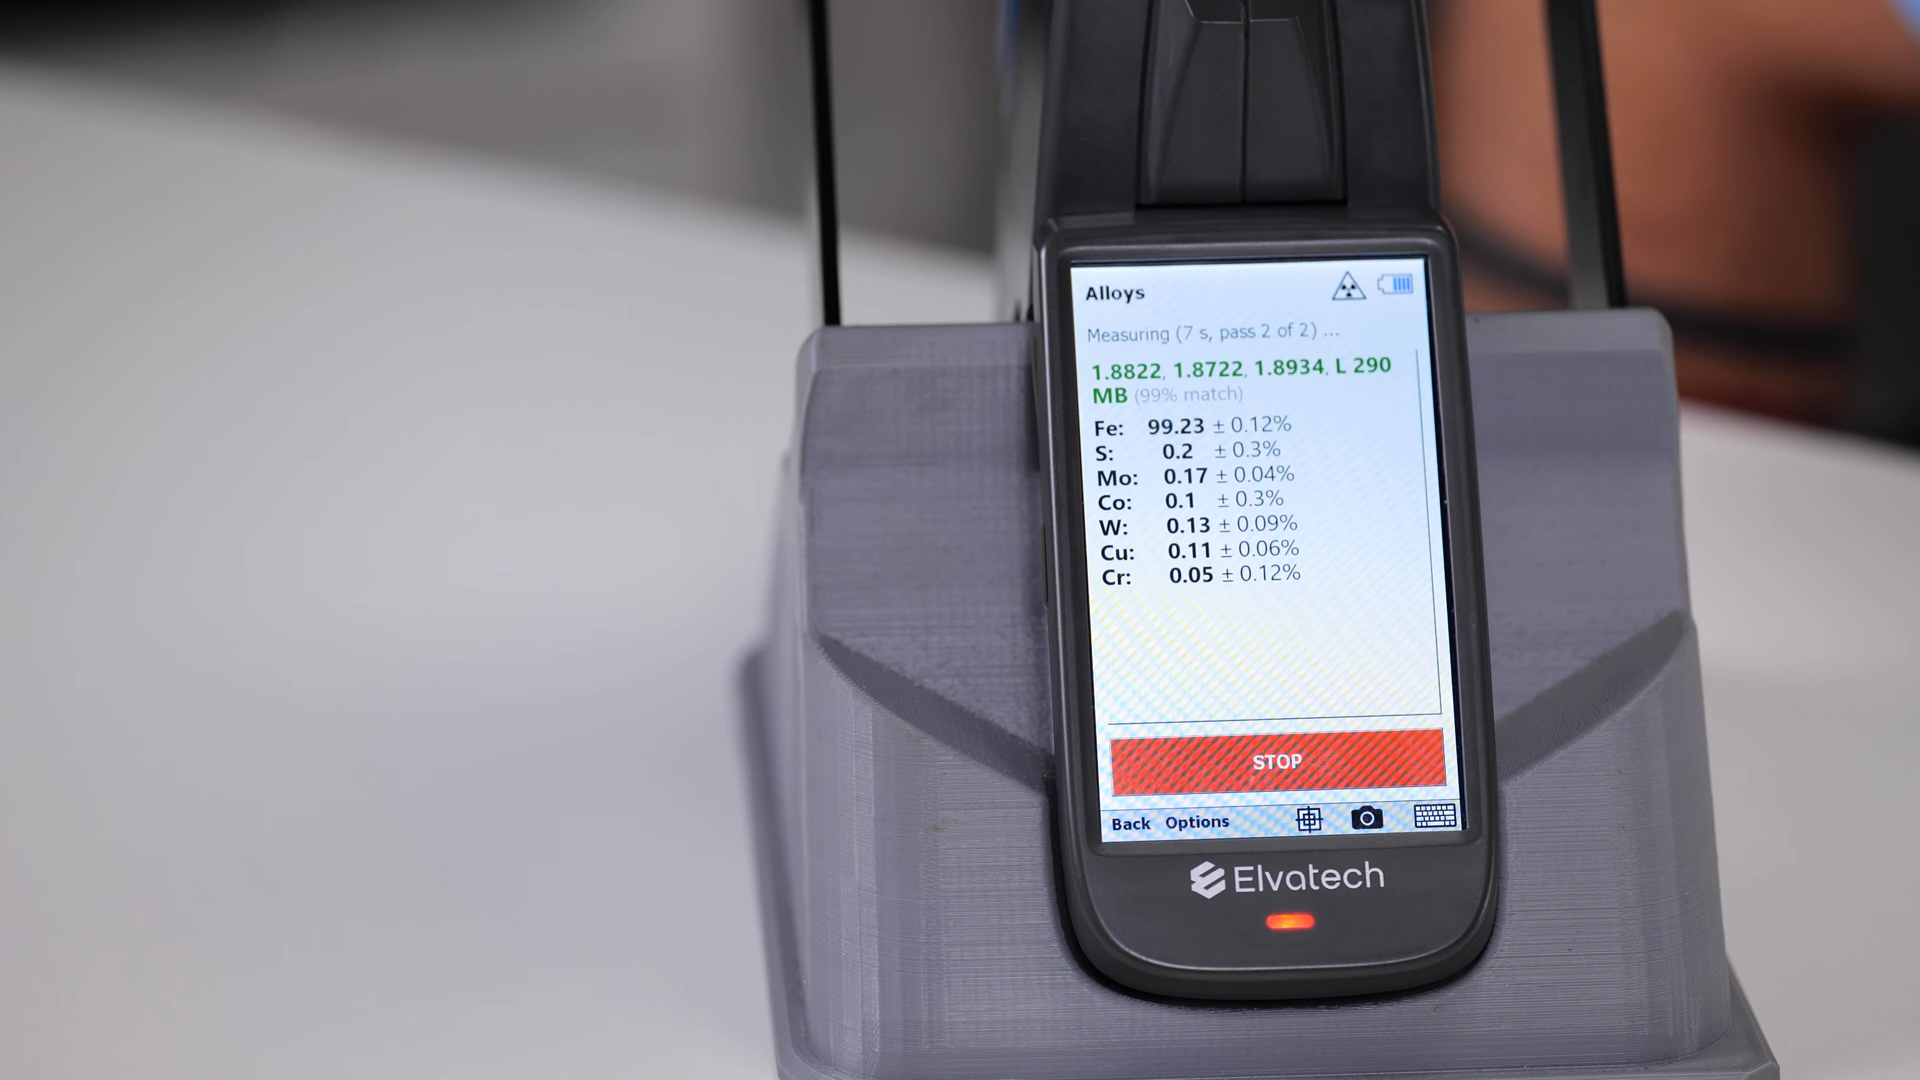 Alloys
Measuring (7 s, pass 2 of 2) ...
1.8822, 1.8722, 1.8934, L 290
MB (99% match)
Fe: 99.23 ± 0.12%
S: 0.2 ± 0.3%
Mo: 0.17 ± 0.04%
Co: 0.1 ± 0.3%
W: 0.13 ± 0.09%
Cu: 0.11 ± 0.06%
Cr: 0.05 ± 0.12%
STOP
Back Options
Elvatech